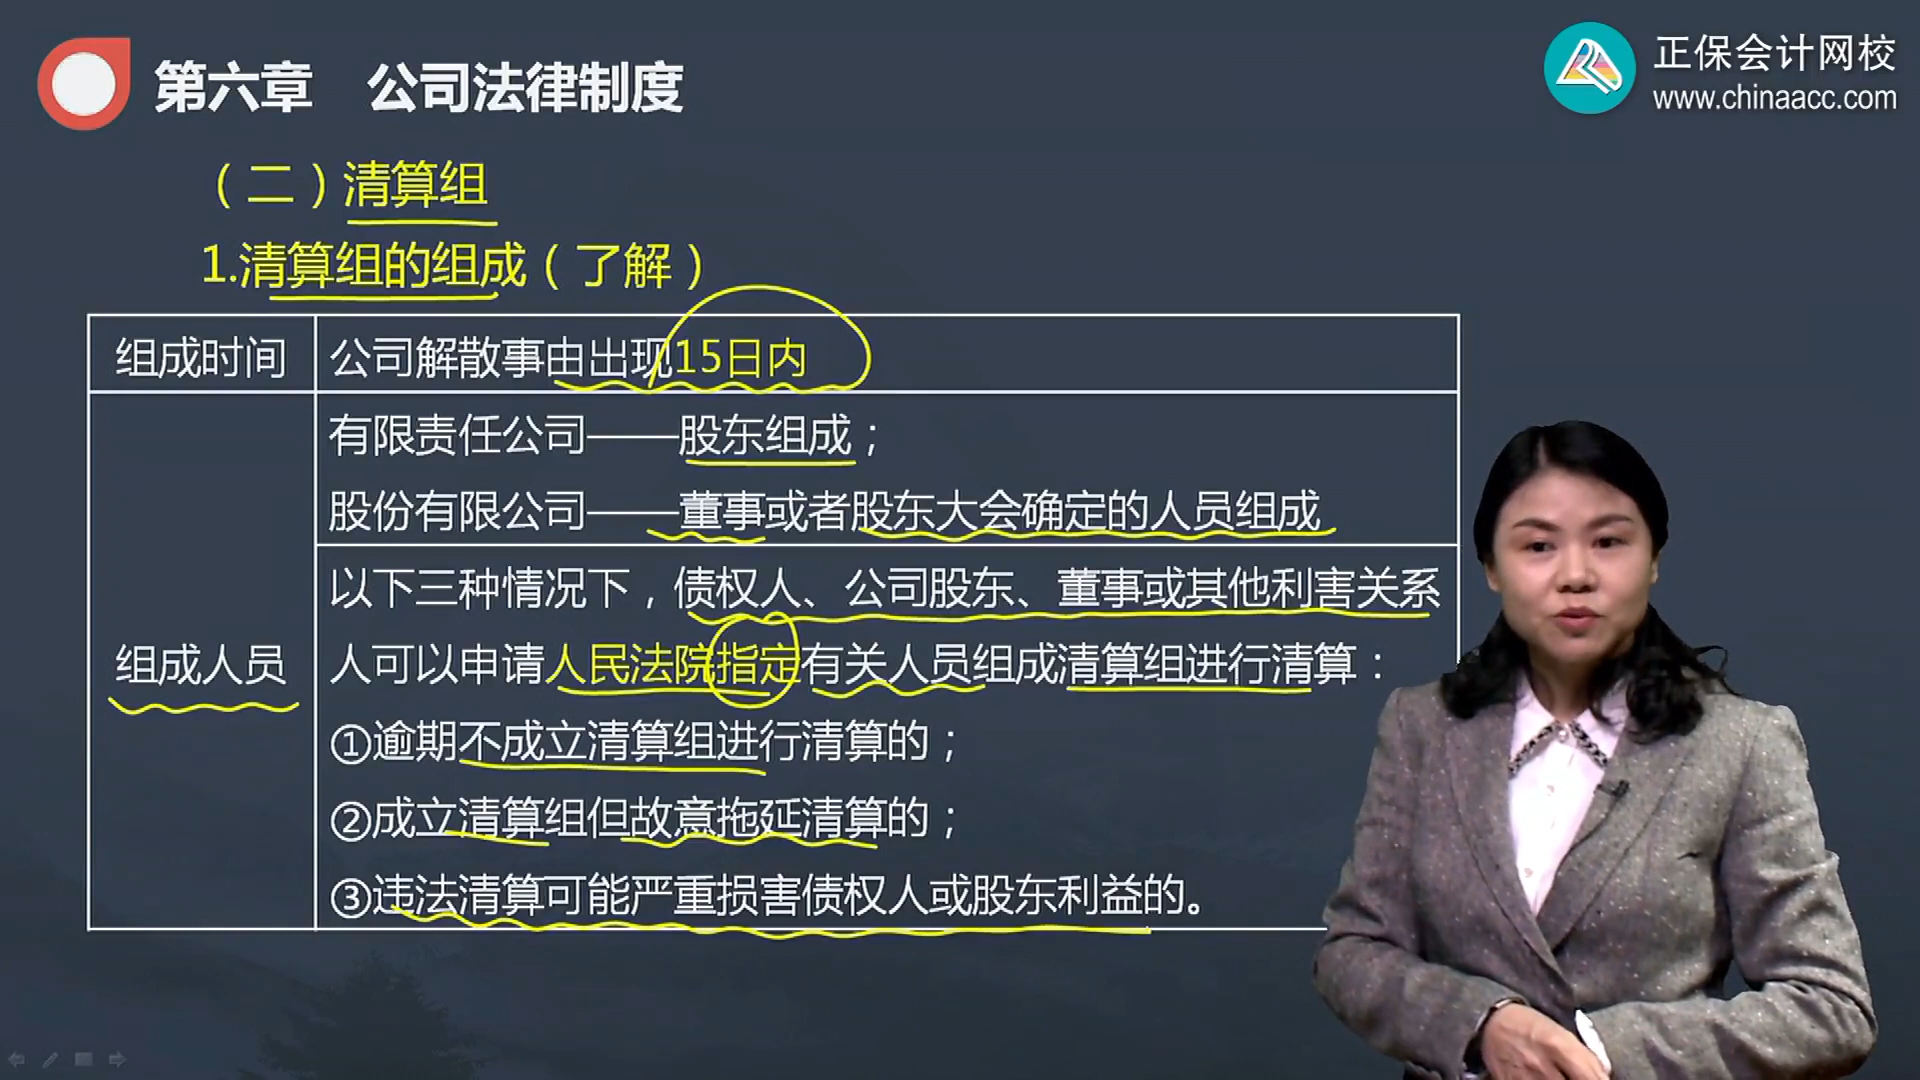 第六章 公司法律制度
正保会计网校
www.chinaacc.com
（二）清算组
1.清算组的组成（了解）
组成时间
公司解散事由出现15日内
组成人员
有限责任公司——股东组成；
股份有限公司——董事或者股东大会确定的人员组成
以下三种情况下，债权人、公司股东、董事或其他利害关系
人可以申请人民法院指定有关人员组成清算组进行清算：
①逾期不成立清算组进行清算的；
②成立清算组但故意拖延清算的；
③违法清算可能严重损害债权人或股东利益的。